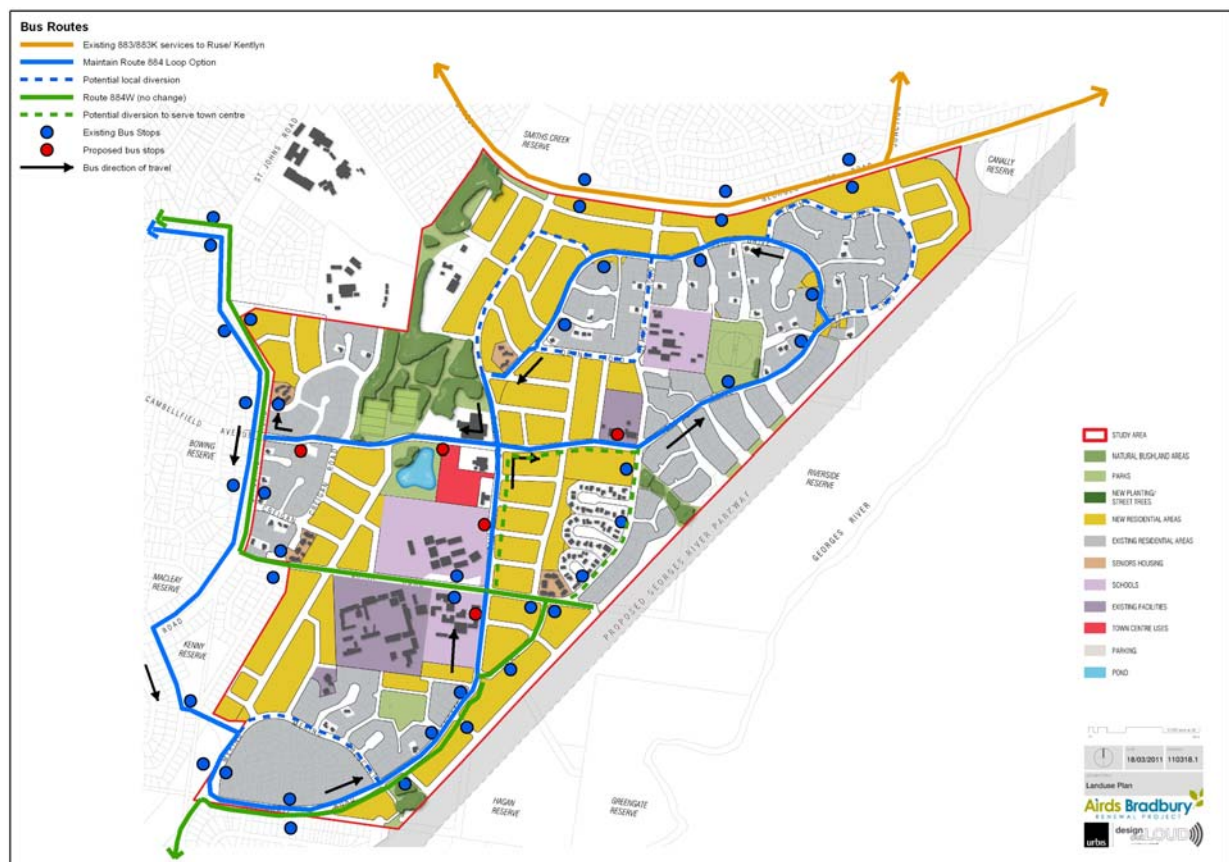 Bus Routes
Existing 883/883K services to Ruse/ Kentlyn
Maintain Route 884 Loop Option
Potential local diversion
Route 884W (no change)
Potential diversion to serve town centre
Existing Bus Stops
Proposed bus stops
Bus direction of travel
ST JOHNS ROAD
SMITHS CREEK
RESERVE
CANALLY
RESERVE
CAMBELLFIELD
AVENUE
BOWING
RESERVE
CREIGAN ROAD
MACLEAY
RESERVE
ROAD
KENNY
RESERVE
RIVERSIDE
RESERVE
GEORGES RIVER
PROPOSED GEORGES RIVER PARKWAY
HAGAN
RESERVE
GREENGATE
RESERVE
STUDY AREA
NATURAL BUSHLAND AREAS
PARKS
NEW PLANTING/
STREET TREES
NEW RESIDENTIAL AREAS
EXISTING RESIDENTIAL AREAS
SENIORS HOUSING
SCHOOLS
EXISTING FACILITIES
TOWN CENTRE USES
PARKING
POND
18/03/2011
110318.1
Landuse Plan
Airds Bradbury
RENEWAL PROJECT
urbis
design